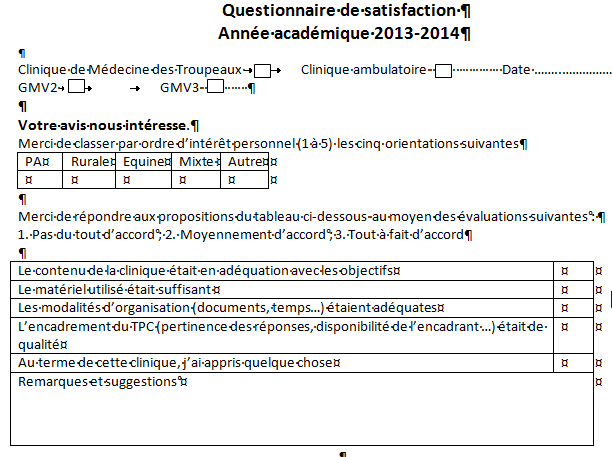 Questionnaire de satisfaction
Année académique 2013-2014
Clinique de Médecine des Troupeaux Clinique ambulatoire Date ....................
GMV2 GMV3 .......
Votre avis nous intéresse.
Merci de classer par ordre d'intérêt personnel (1 à 5) les cinq orientations suivantes
PA Rurale Equine Mixte Autre
Merci de répondre aux propositions du tableau ci-dessous au moyen des évaluations suivantes :
1. Pas du tout d'accord ; 2. Moyennement d'accord ; 3. Tout à fait d'accord
Le contenu de la clinique était en adéquation avec les objectifs
Le matériel utilisé était suffisant
Les modalités d'organisation (documents, temps...) étaient adéquates
L'encadrement du TPC (pertinence des réponses, disponibilité de l'encadrant ...) était de
qualité
Au terme de cette clinique, j'ai appris quelque chose
Remarques et suggestions